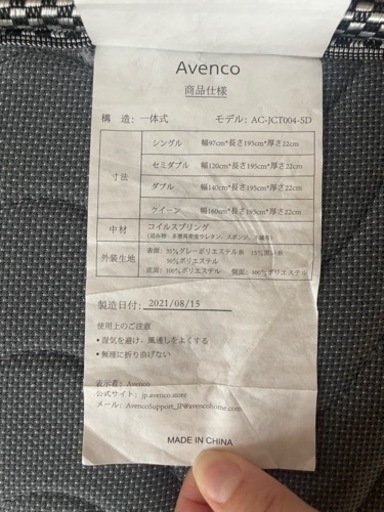 Avenco
商品仕様
構 造: 一体式 モデル: AC-JCT004-SD
寸法
シングル 幅97cm*長さ195cm*厚さ22cm
セミダブル 幅120cm*長さ195cm*厚さ22cm
ダブル 幅140cm*長さ195cm*厚さ22cm
クイーン 幅160cm*長さ195cm*厚さ22cm
中材 コイルスプリング
ウレタン、スポンジ、
外装生地 表面: 35%グレーポリエステル糸 15%
50%ポリエステル
底面: 100%ポリエステル 側面: 100%ポリエステル
製造日付: 2021/08/15
使用上のご注意
• 湿気を避け、風通しをよくする
• 無理に折り曲げない
表示者: Avenco
公式サイト: jp.avenco.store
メール: AvencoSupport_JP@avencohome.com
MADE IN CHINA